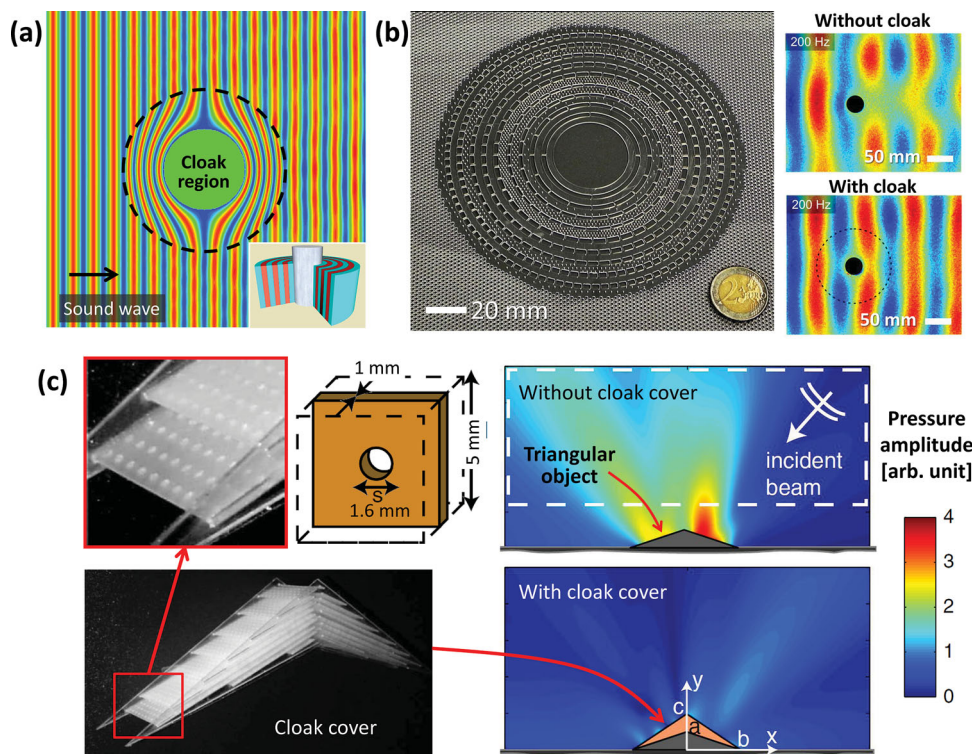 (a)
Cloak
region
Sound wave
(b)
20 mm
Without cloak
200 Hz
50 mm
With cloak
200 Hz
50 mm
(c)
1 mm
5 mm
s
1.6 mm
Cloak cover
Without cloak cover
Triangular
object
incident
beam
With cloak cover
y
c
a
b
x
Pressure
amplitude
[arb. unit]
4
3
2
1
0